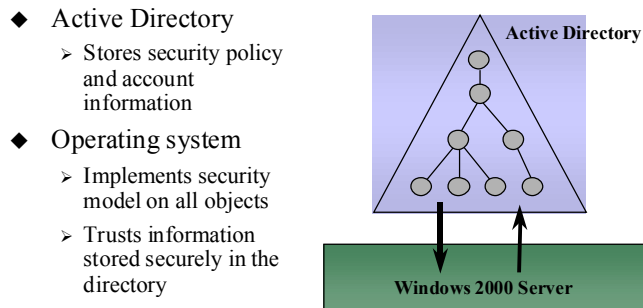 ◆ Active Directory
➢ Stores security policy
and account
information
◆ Operating system
➢ Implements security
model on all objects
➢ Trusts information
stored securely in the
directory
Active Directory
Windows 2000 Server